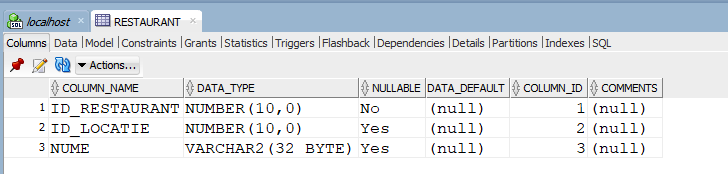 SQL localhost × RESTAURANT ×
Columns Data Model Constraints Grants Statistics Triggers Flashback Dependencies Details Partitions Indexes SQL
Actions...
COLUMN_NAME DATA_TYPE NULLABLE DATA_DEFAULT COLUMN_ID COMMENTS
1 ID_RESTAURANT NUMBER(10,0) No (null) 1 (null)
2 ID_LOCATIE NUMBER(10,0) Yes (null) 2 (null)
3 NUME VARCHAR2(32 BYTE) Yes (null) 3 (null)